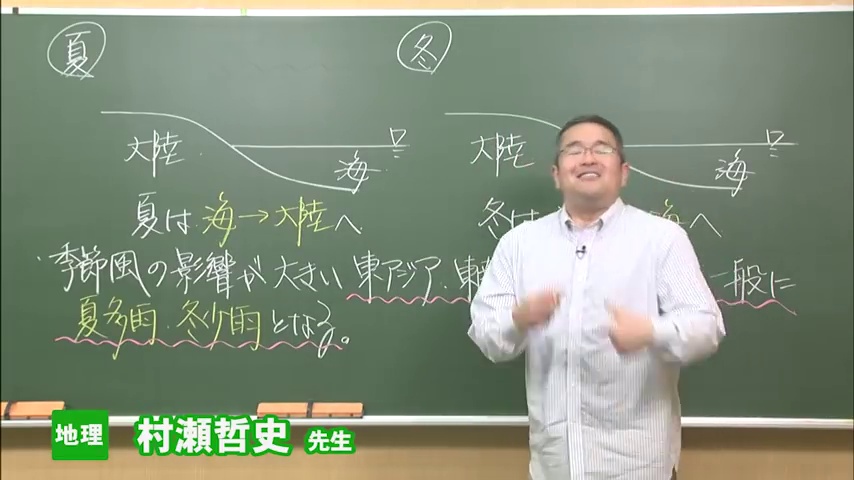 夏
冬
大陸
海
大陸
海
夏は 海→大陸へ
冬は 海へ
季節風の影響が大きい東アジア・東 一般に
夏多雨・冬少雨となる。
地理 村瀬哲史 先生